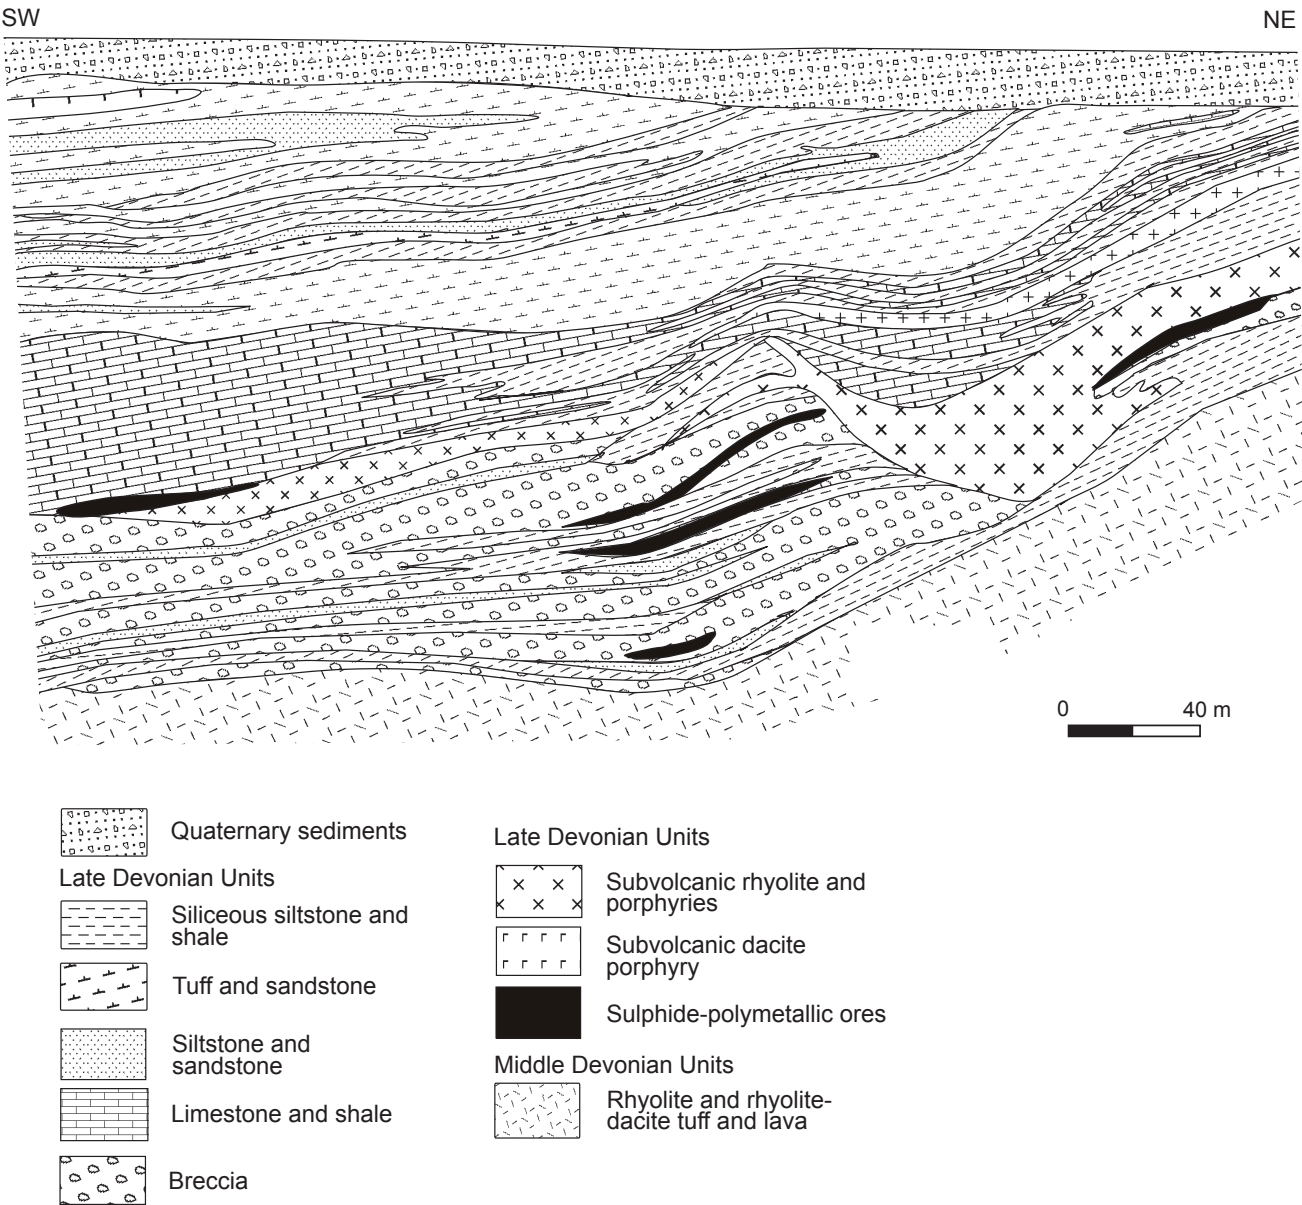 SW
NE
0
40 m
Quaternary sediments
Late Devonian Units
Siliceous siltstone and
shale
Tuff and sandstone
Siltstone and
sandstone
Limestone and shale
Breccia
Late Devonian Units
Subvolcanic rhyolite and
porphyries
Subvolcanic dacite
porphyry
Sulphide-polymetallic ores
Middle Devonian Units
Rhyolite and rhyolite-
dacite tuff and lava